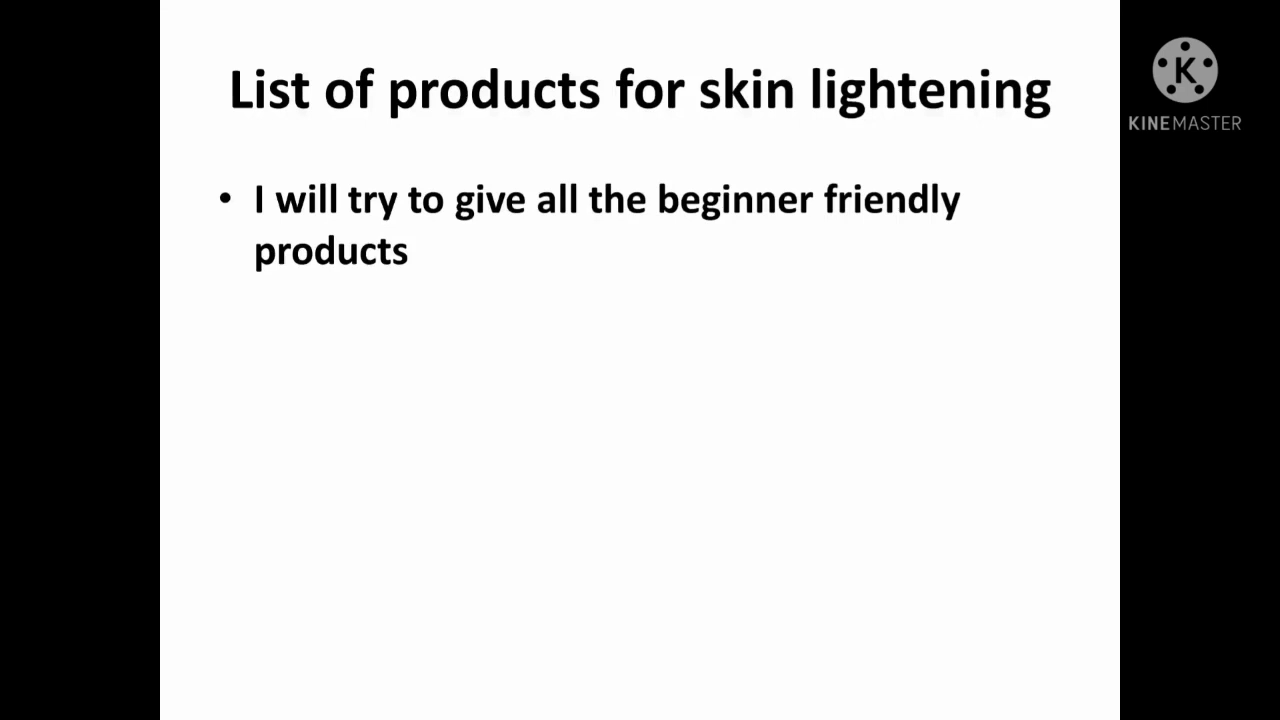 List of products for skin lightening
K
KINEMASTER
• I will try to give all the beginner friendly
products